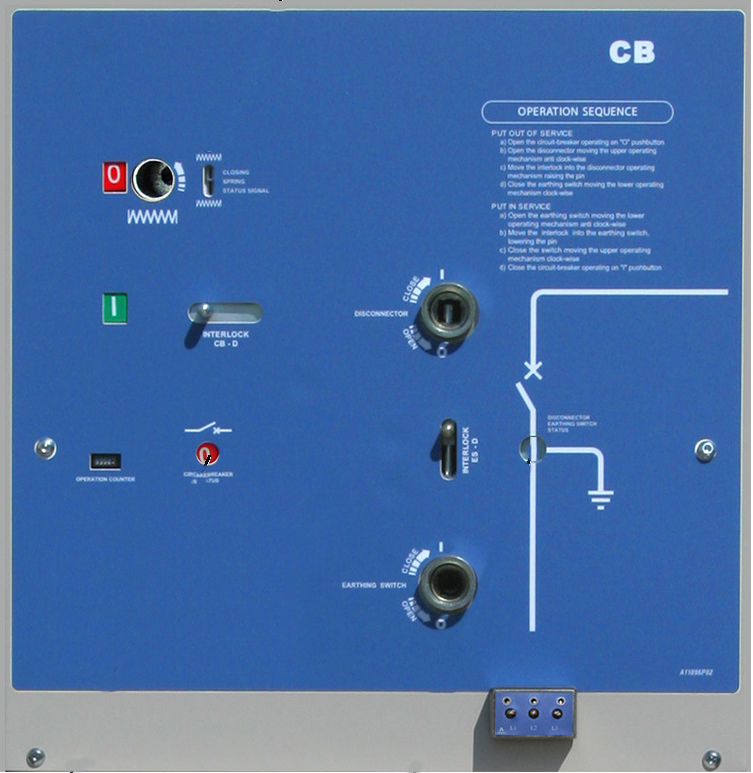 CB
OPERATION SEQUENCE
PUT OUT OF SERVICE
a) Open the circuit-breaker operating on "O" pushbutton
b) Open the disconnector moving the upper operating
mechanism anti clock-wise
c) Move the interlock into the disconnector operating
mechanism raising the pin
d) Close the earthing switch moving the lower operating
mechanism clock-wise
PUT IN SERVICE
a) Open the earthing switch moving the lower
operating mechanism anti clock-wise
b) Move the interlock into the earthing switch,
lowering the pin
c) Close the switch moving the upper operating
mechanism clock-wise
d) Close the circuit-breaker operating on "I" pushbutton
0
CLOSING
SPRING
STATUS SIGNAL
I
INTERLOCK
CB - D
I
CLOSE
DISCONNECTOR
OPEN
0
DISCONNECTOR
EARTHING SWITCH
STATUS
INTERLOCK
ES - D
OPERATION COUNTER
0
I
CLOSE
EARTHING SWITCH
OPEN
0
A11096P02
L1 L2 L3